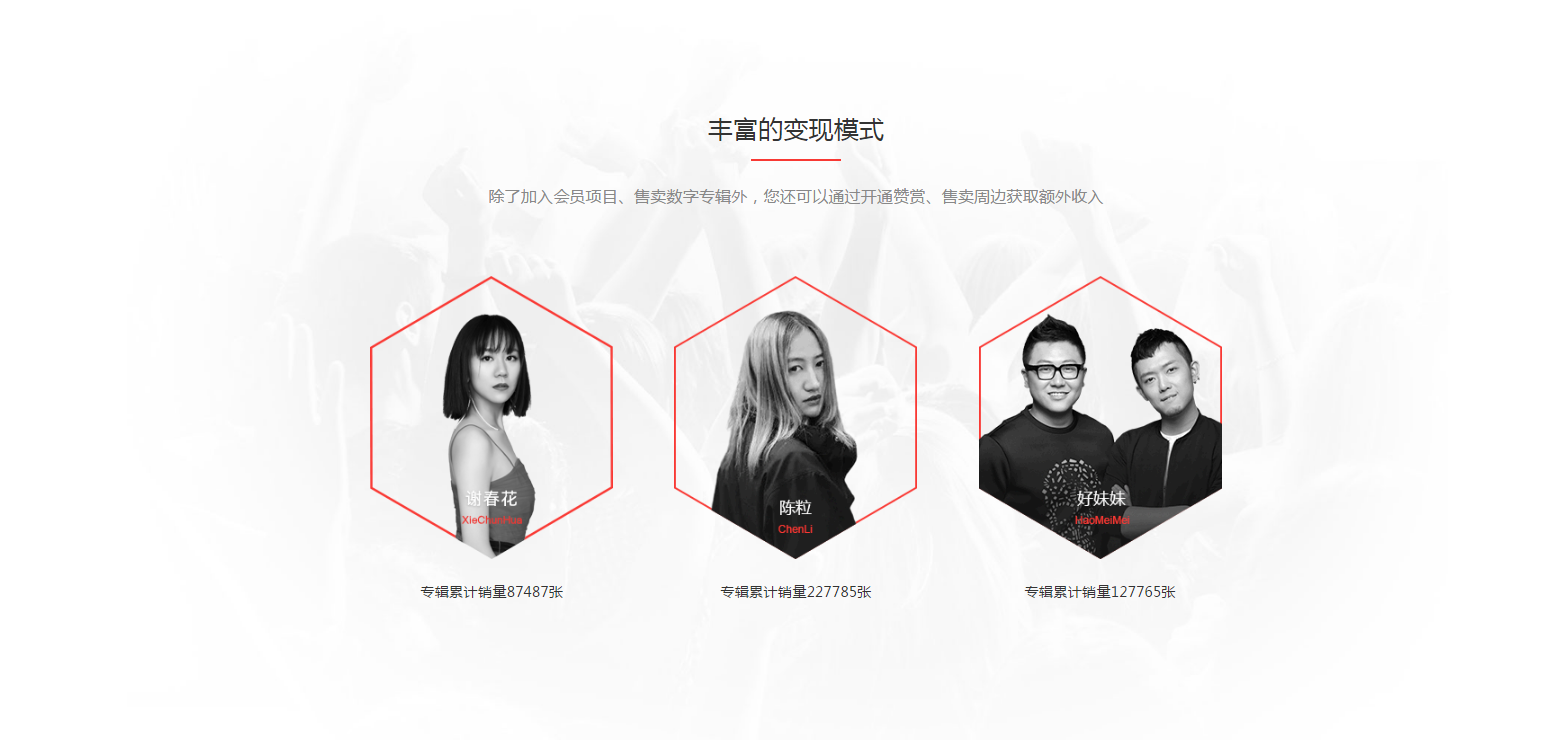 丰富的变现模式
除了加入会员项目、售卖数字专辑外，您还可以通过开通赞赏、售卖周边获取额外收入
谢春花
XieChunHua
陈粒
ChenLi
好妹妹
HaoMeiMei
专辑累计销量87487张
专辑累计销量227785张
专辑累计销量127765张